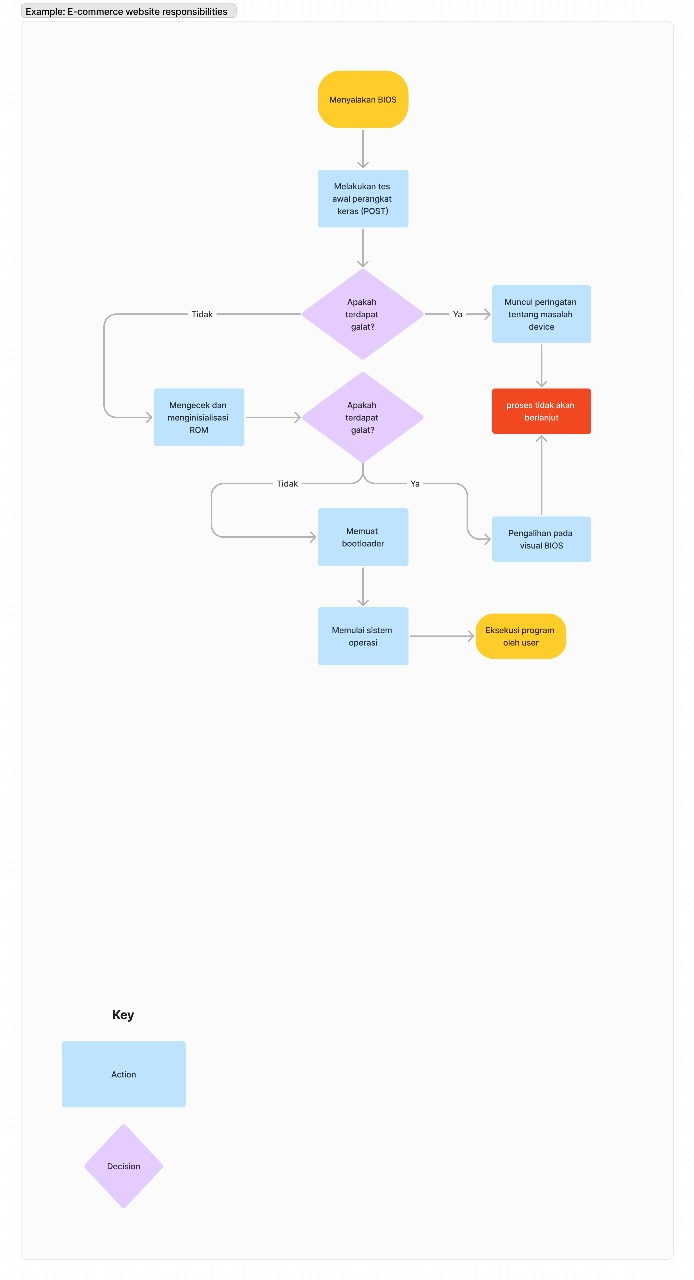 Example: E-commerce website responsibilities
Menyalakan BIOS
Melakukan tes
awal perangkat
keras (POST)
Apakah
terdapat
galat?
Tidak
Ya
Muncul peringatan
tentang masalah
device
Mengecek dan
menginisialisasi
ROM
Apakah
terdapat
galat?
proses tidak akan
berlanjut
Tidak
Ya
Memuat
bootloader
Pengalihan pada
visual BIOS
Memulai sistem
operasi
Eksekusi program
oleh user
Key
Action
Decision